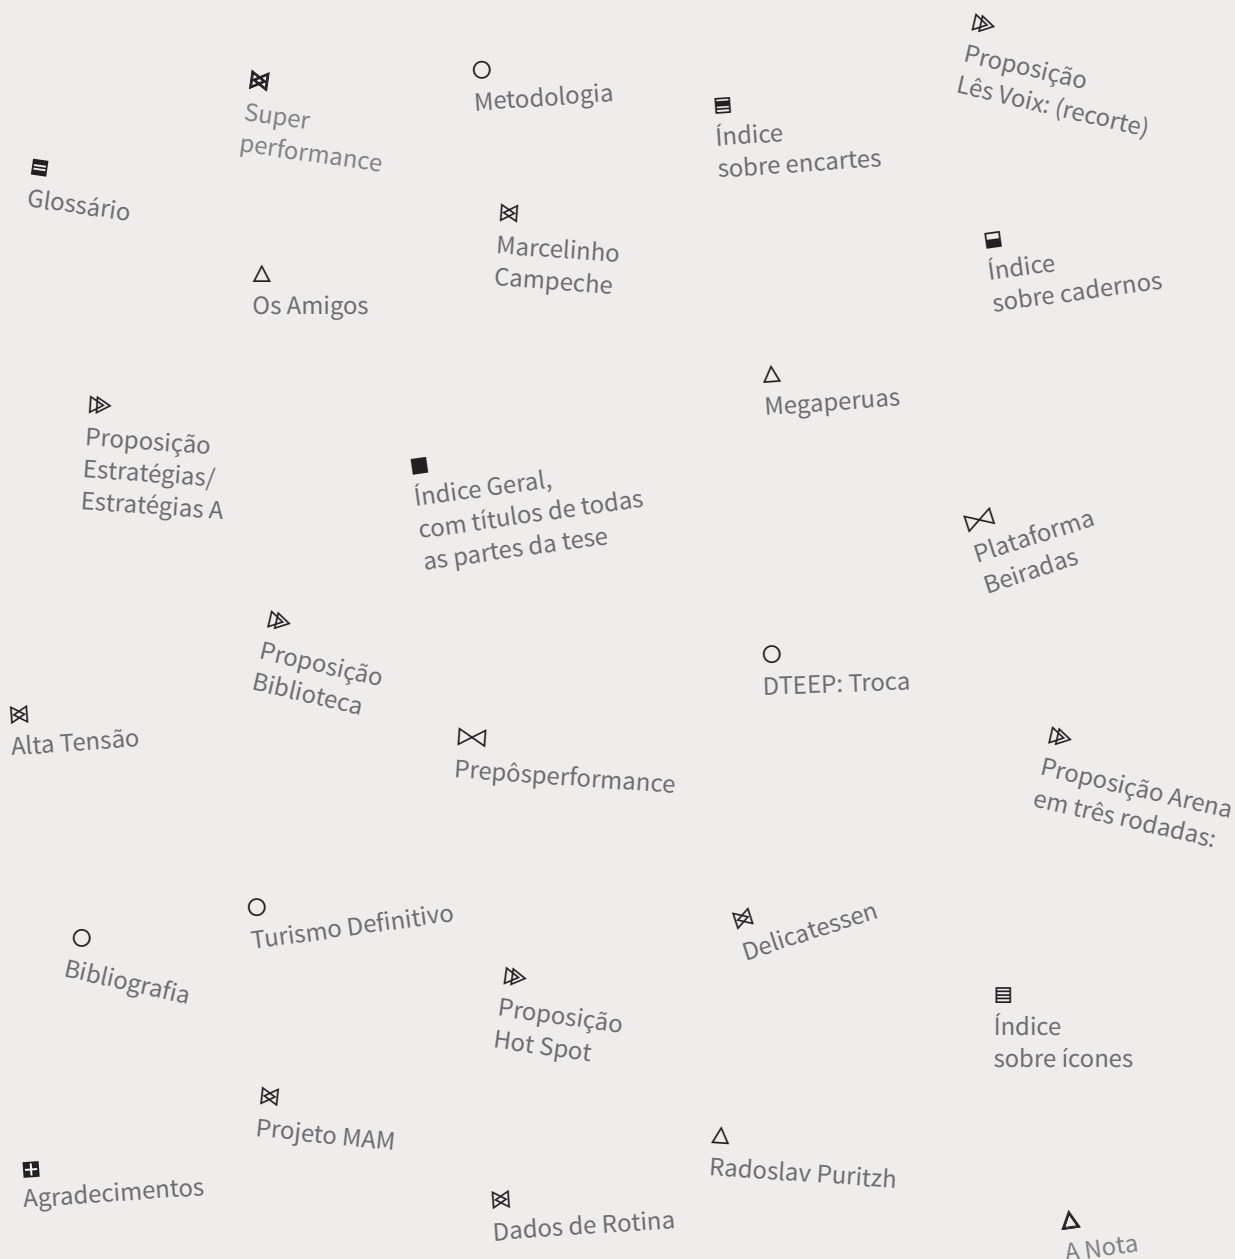 Proposição
Lês Voix: (recorte)
Metodologia
Super
performance
Índice
sobre encartes
Glossário
Marcelinho
Campeche
Índice
sobre cadernos
Os Amigos
Megaperuas
Proposição
Estratégias/
Estratégias A
Índice Geral,
com títulos de todas
as partes da tese
Plataforma
Beiradas
Proposição
Biblioteca
DTEEP: Troca
Alta Tensão
Prepôsperformance
Proposição Arena
em três rodadas:
Turismo Definitivo
Delicatessen
Bibliografia
Proposição
Hot Spot
Índice
sobre ícones
Projeto MAM
Radoslav Puritzh
Agradecimentos
Dados de Rotina
A Nota